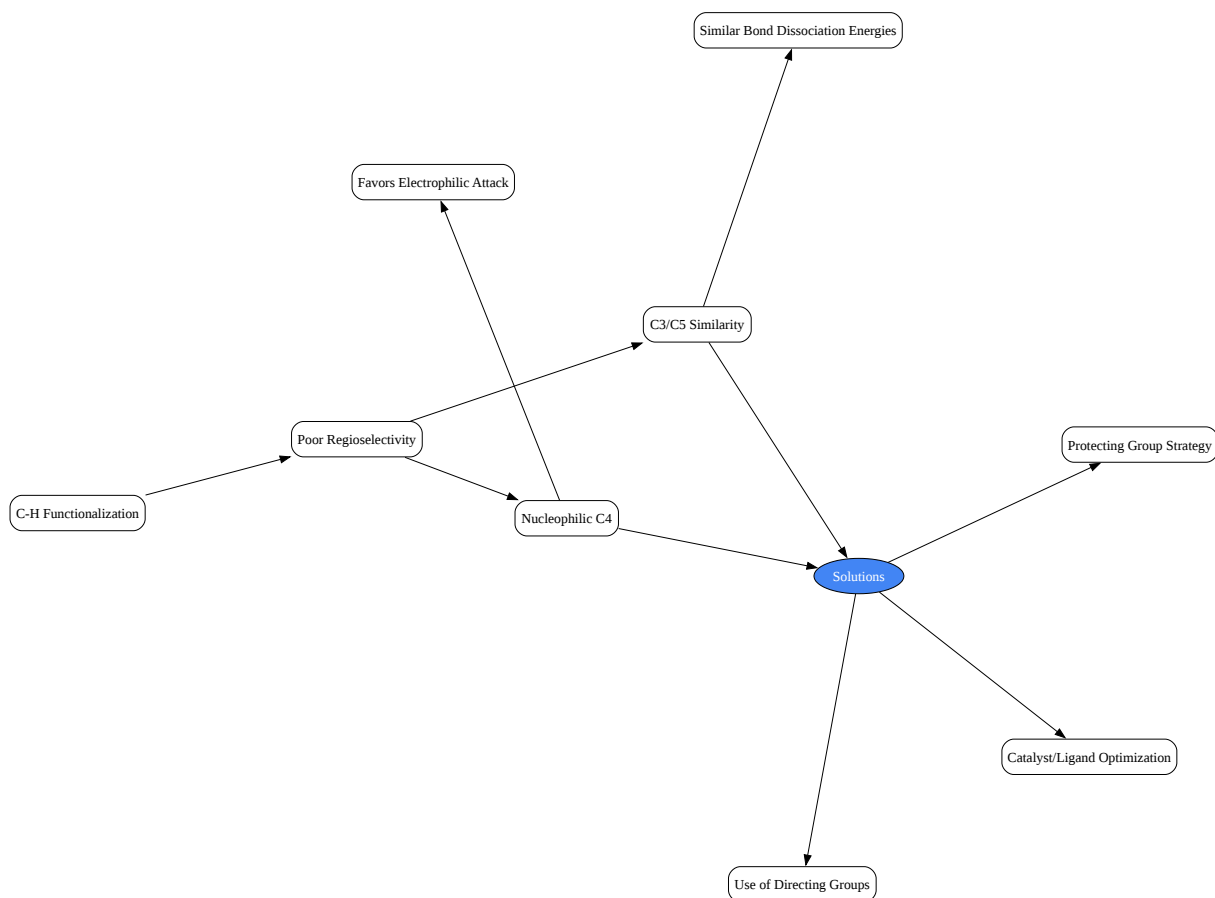 Similar Bond Dissociation Energies
Favors Electrophilic Attack
C3/C5 Similarity
Poor Regioselectivity
Protecting Group Strategy
C-H Functionalization
Nucleophilic C4
Solutions
Catalyst/Ligand Optimization
Use of Directing Groups